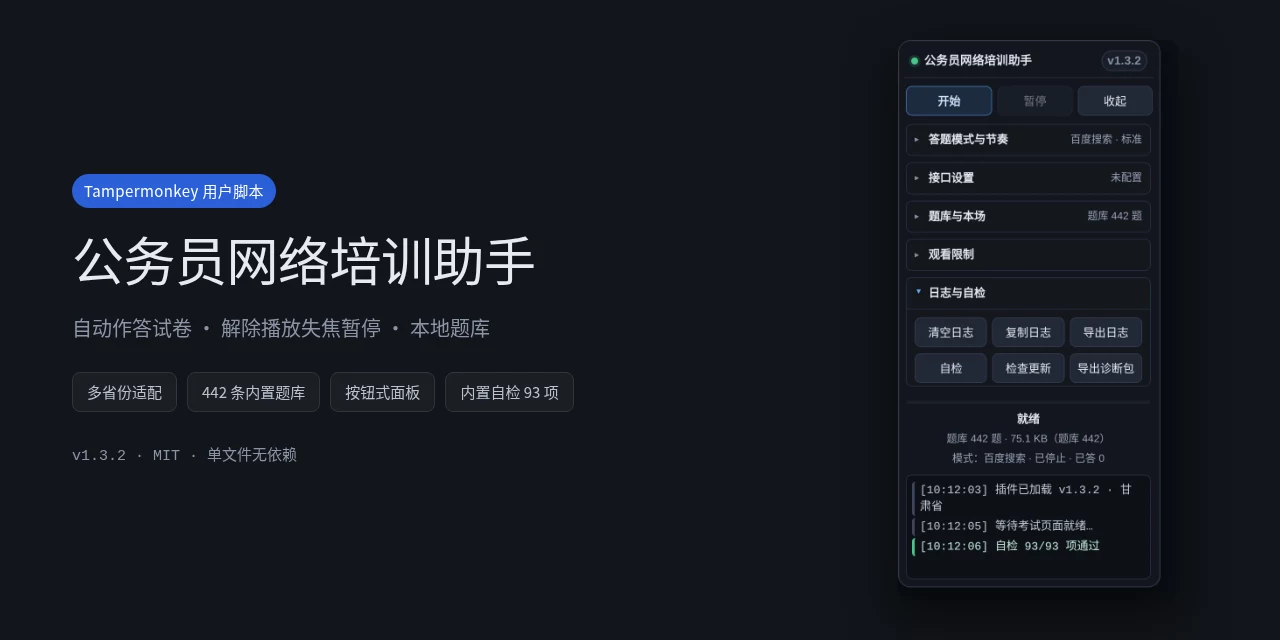 Tampermonkey 用户脚本
公务员网络培训助手
自动作答试卷 • 解除播放失焦暂停 • 本地题库
多省份适配
442 条内置题库
按钮式面板
内置自检 93 项
v1.3.2 · MIT · 单文件无依赖
公务员网络培训助手
v1.3.2
开始
暂停
收起
▸ 答题模式与节奏 百度搜索 · 标准
▸ 接口设置 未配置
▸ 题库与本场 题库 442 题
▸ 观看限制
▾ 日志与自检
清空日志
复制日志
导出日志
自检
检查更新
导出诊断包
就绪
题库 442 题 · 75.1 KB（题库 442）
模式：百度搜索 · 已停止 · 已答 0
[10:12:03] 插件已加载 v1.3.2 · 甘
肃省
[10:12:05] 等待考试页面就绪…
[10:12:06] 自检 93/93 项通过